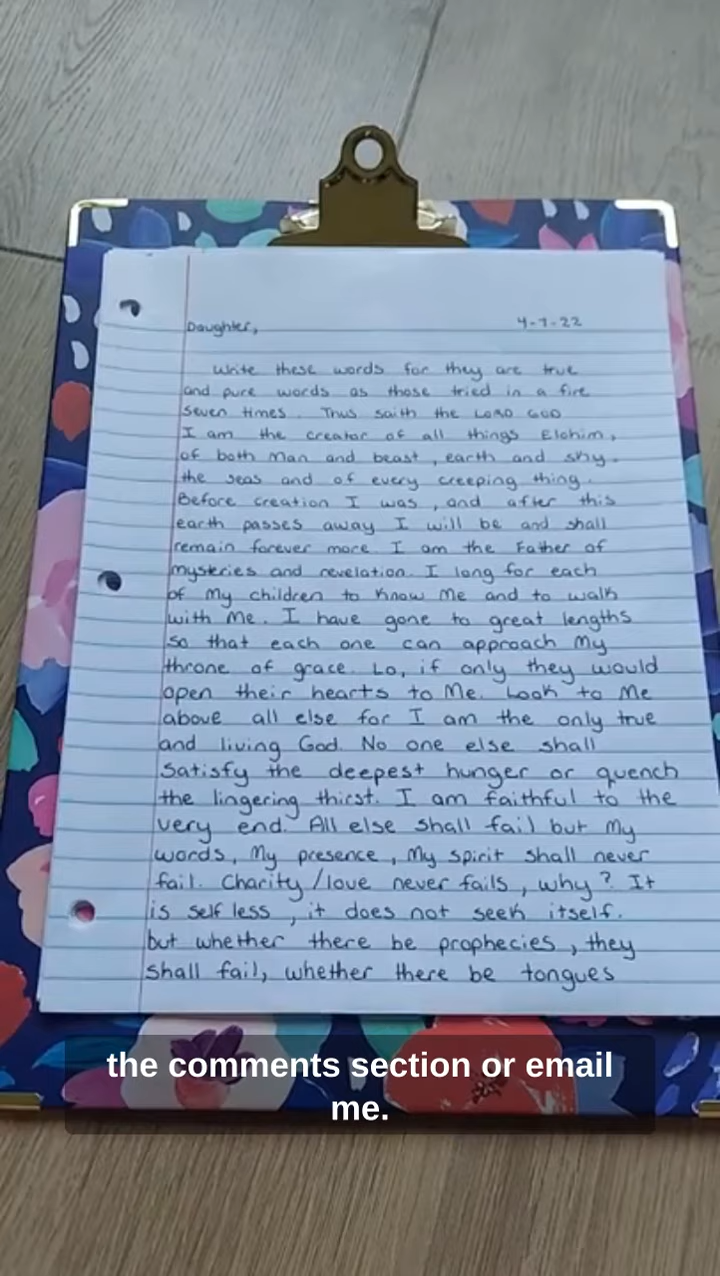 Daughter, 4-7-22
Write these words for they are true
and pure words as those tried in a fire
seven times. Thus saith the LORD GOD
I am the creator of all things Elohim,
of both man and beast, earth and sky.
the seas and of every creeping thing.
Before creation I was, and after this
earth passes away I will be and shall
remain forever more. I am the Father of
mysteries and revelation. I long for each
of My children to know Me and to walk
with Me. I have gone to great lengths
so that each one can approach My
throne of grace. Lo, if only they would
open their hearts to Me. Look to Me
above all else for I am the only true
and living God. No one else shall
satisfy the deepest hunger or quench
the lingering thirst. I am faithful to the
very end. All else shall fail but My
words, My presence, My spirit shall never
fail. Charity/love never fails, why? It
is self less, it does not seek itself.
but whether there be prophecies, they
shall fail, whether there be tongues
the comments section or email
me.